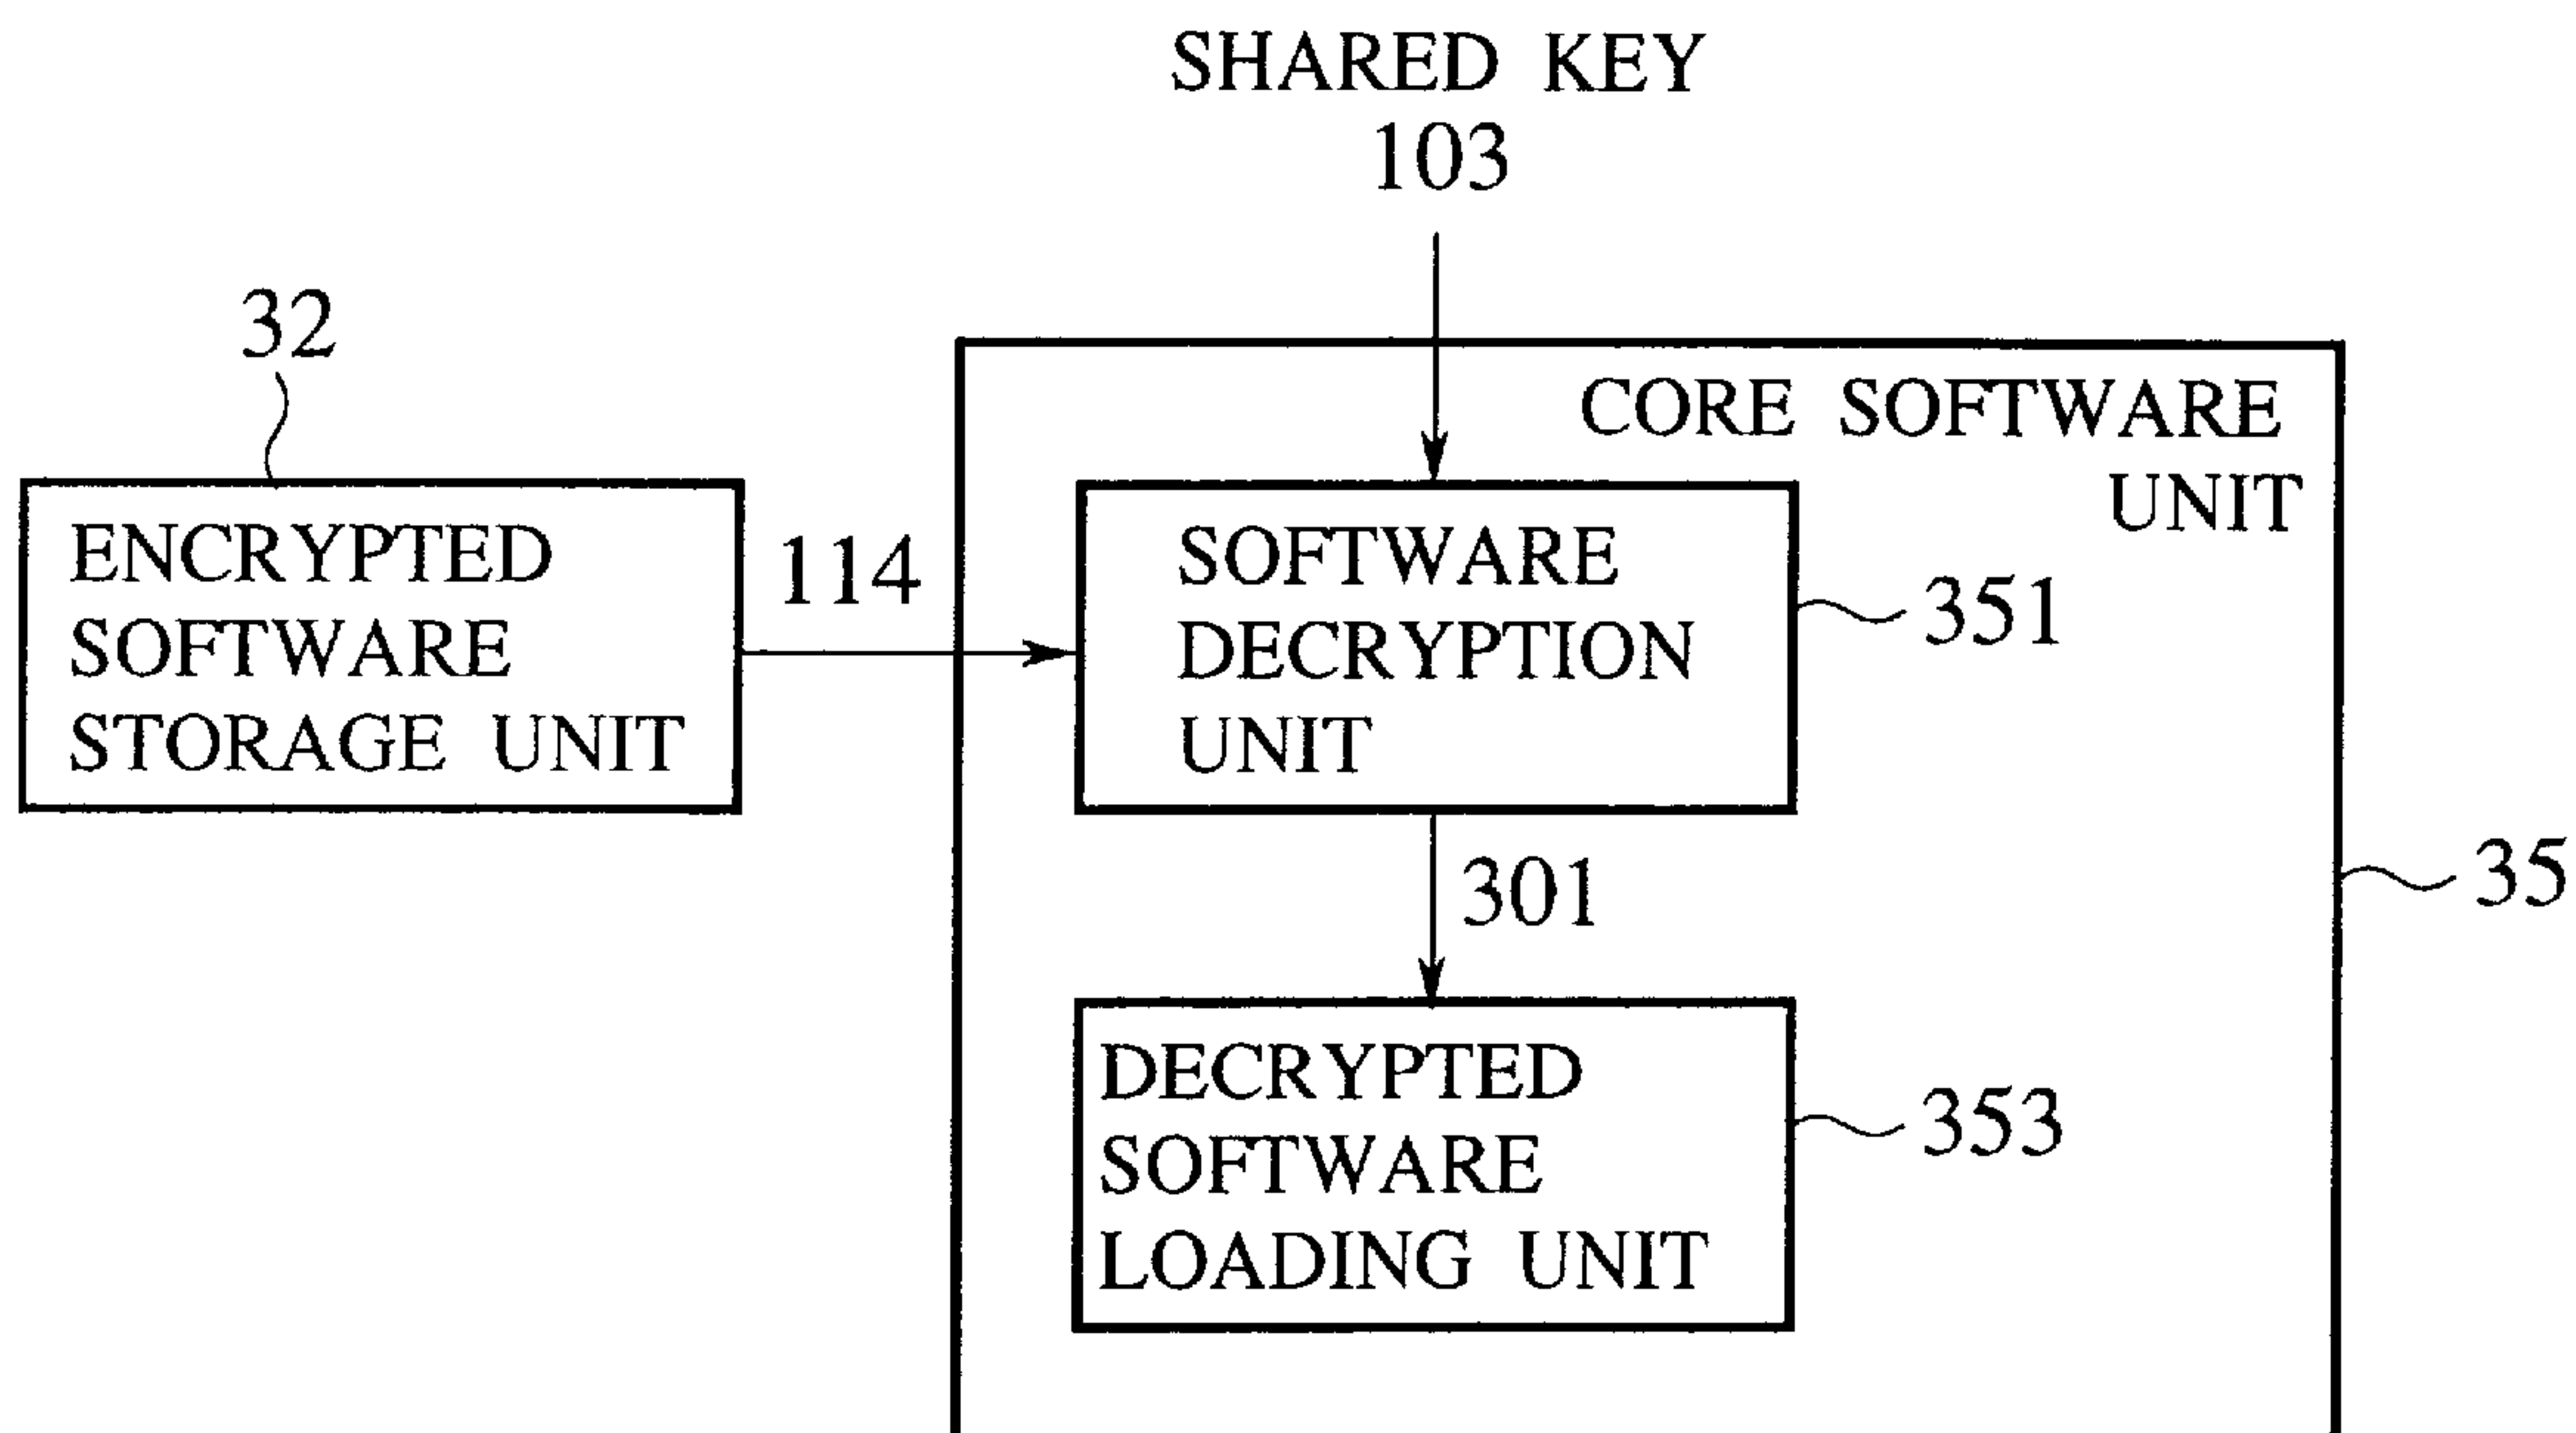 SHARED KEY
103
32
CORE SOFTWARE
UNIT
ENCRYPTED
SOFTWARE
STORAGE UNIT
114
SOFTWARE
DECRYPTION
UNIT
351
301
35
DECRYPTED
SOFTWARE
LOADING UNIT
353